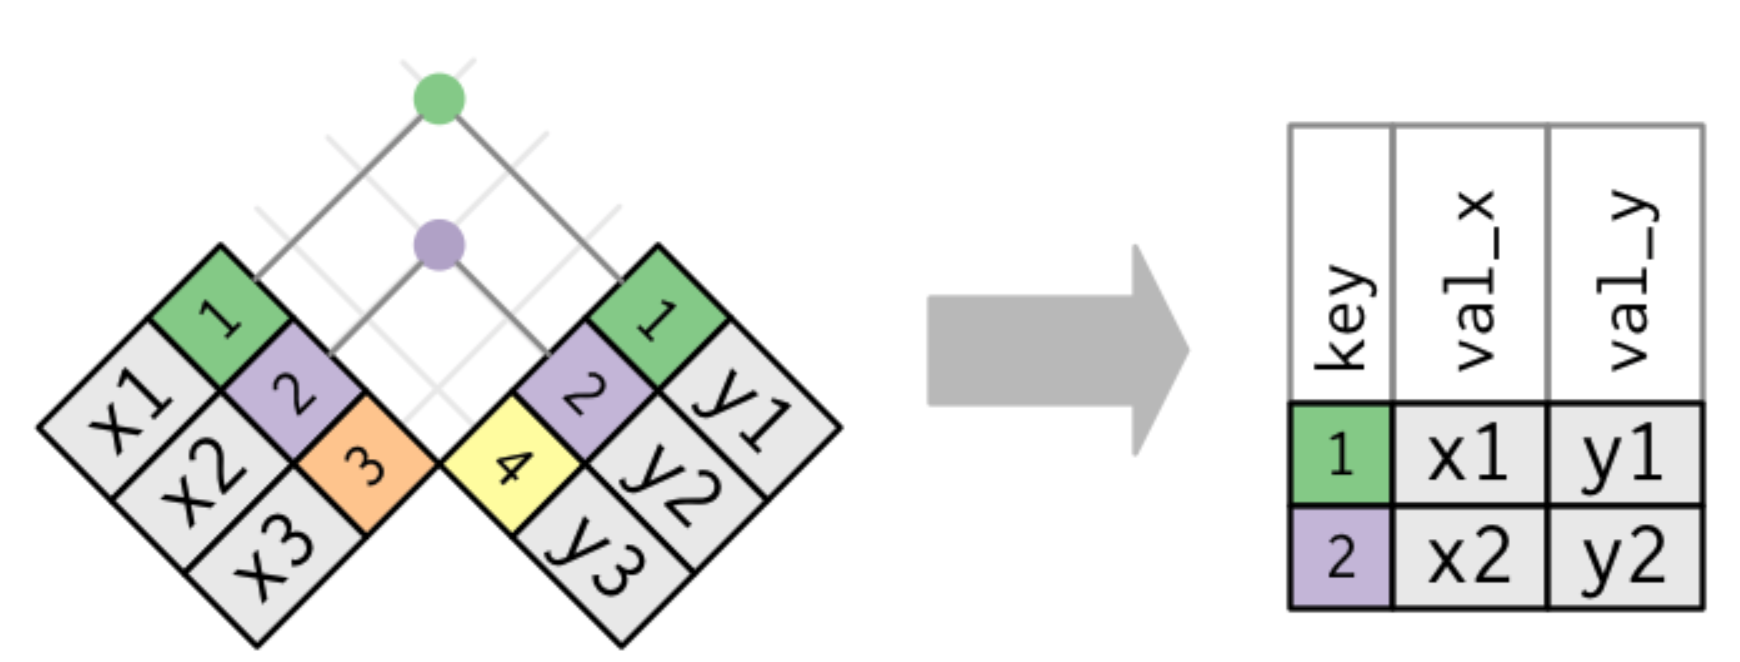 1 1
2 2
3 4
x1 y1
x2 y2
x3 y3
key val_x val_y
1 x1 y1
2 x2 y2